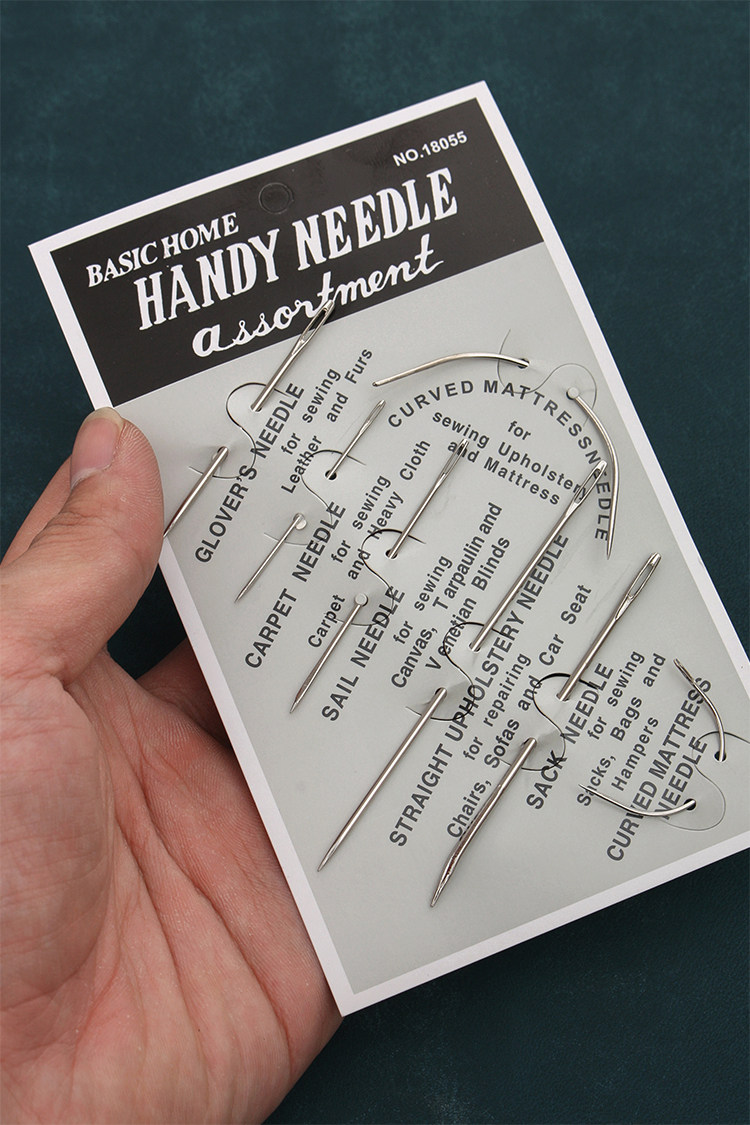 NO.18055
BASIC HOME
HANDY NEEDLE
assortment
GLOVER'S NEEDLE
for sewing
Leather and Furs
CURVED MATTRESSNEEDLE
for
sewing Upholstery
and Mattress
CARPET NEEDLE
for sewing
Carpet and Heavy Cloth
SAIL NEEDLE
for sewing
Canvas, Tarpaulin and
Venetian Blinds
STRAIGHT UPHOLSTERY NEEDLE
for repairing
Chairs, Sofas and Car Seat
SACK NEEDLE
for sewing
Sacks, Bags and
Hampers
CURVED MATTRESS
NEEDLE